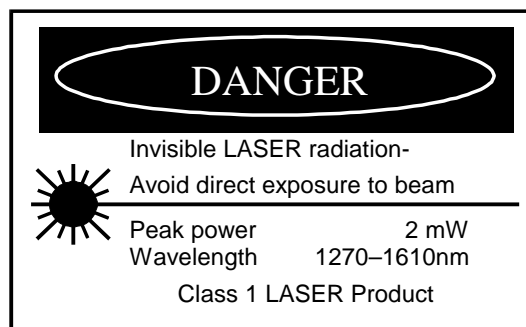 DANGER
Invisible LASER radiation-
Avoid direct exposure to beam
Peak power 2 mW
Wavelength 1270–1610nm
Class 1 LASER Product